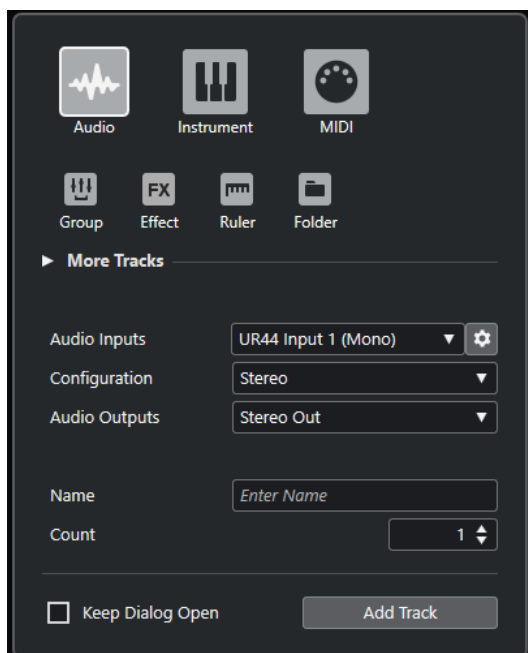 Audio Instrument MIDI
FX
Group Effect Ruler Folder
More Tracks
Audio Inputs UR44 Input 1 (Mono)
Configuration Stereo
Audio Outputs Stereo Out
Name Enter Name
Count 1
Keep Dialog Open Add Track